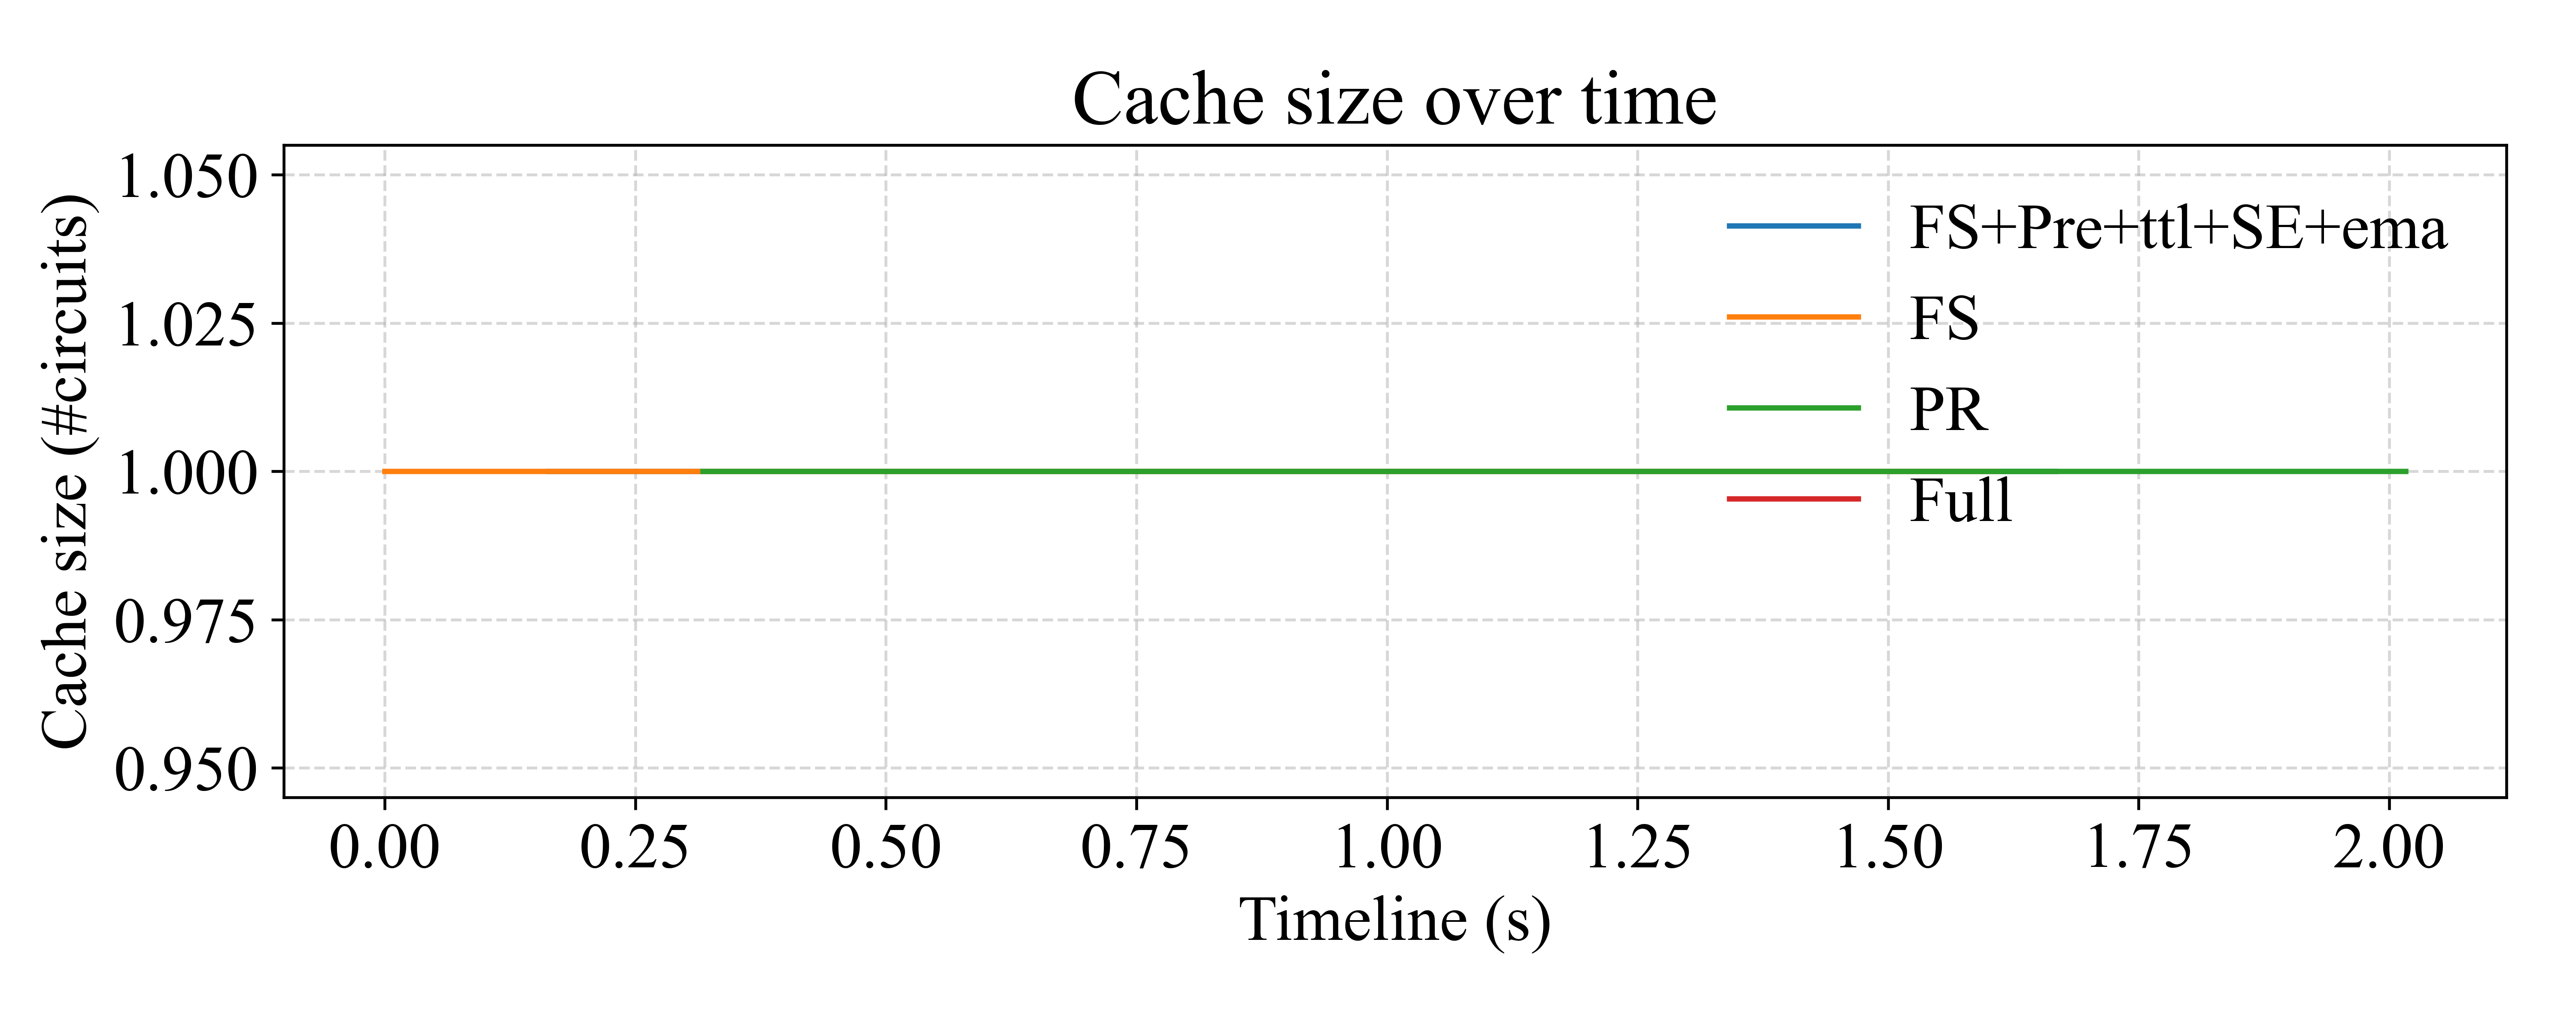 Cache size over time
Cache size (#circuits)
1.050
1.025
1.000
0.975
0.950
FS+Pre+ttl+SE+ema
FS
PR
Full
0.00 0.25 0.50 0.75 1.00 1.25 1.50 1.75 2.00
Timeline (s)